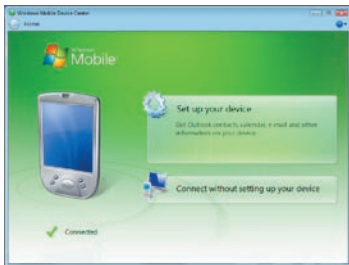 Windows Mobile Device Center
Home
Windows
Mobile
Set up your device
Get Outlook contacts, calendar, e-mail and other
information on your device.
Connect without setting up your device
Connected